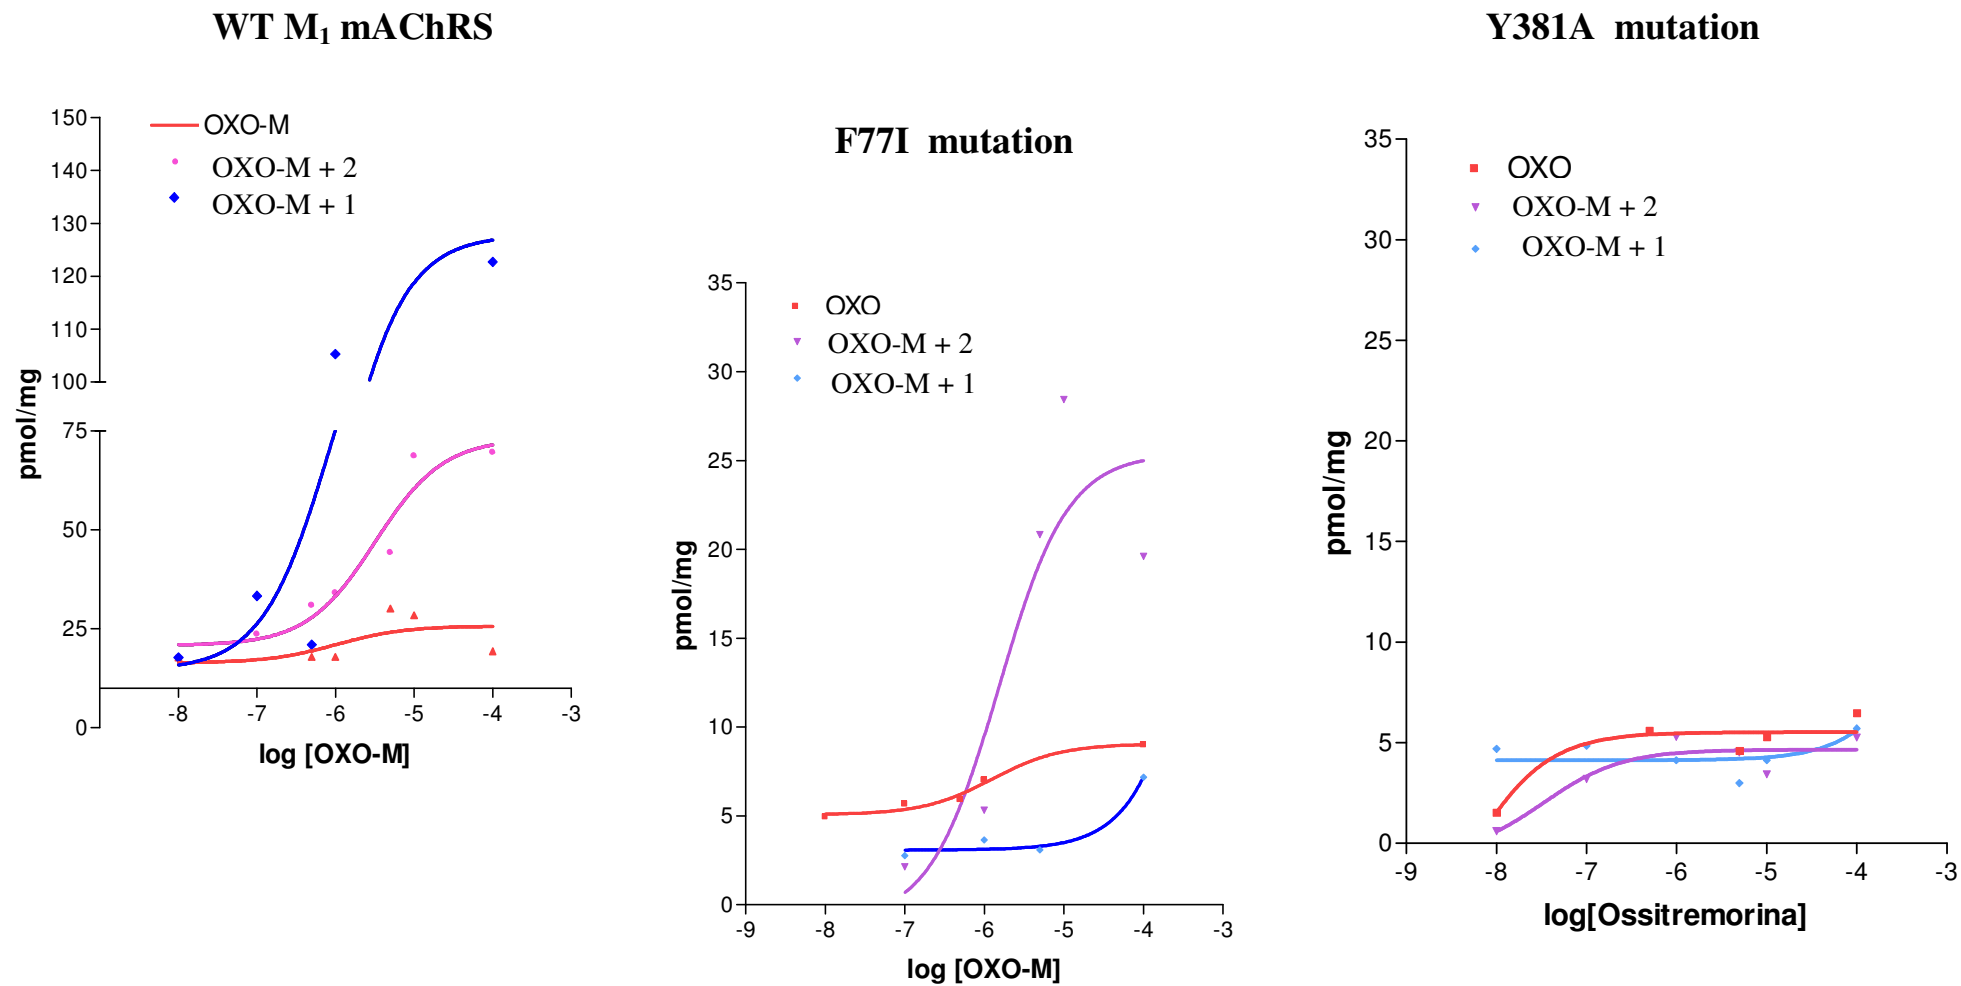 WT M1 mAChRS
150
140
130
120
110
100
75
50
25
0
pmol/mg
OXO-M
OXO-M + 2
OXO-M + 1
-8 -7 -6 -5 -4 -3
log [OXO-M]
F77I mutation
35
30
25
20
15
10
5
0
pmol/mg
OXO
OXO-M + 2
OXO-M + 1
-9 -8 -7 -6 -5 -4 -3
log [OXO-M]
Y381A mutation
35
30
25
20
15
10
5
0
pmol/mg
OXO
OXO-M + 2
OXO-M + 1
-9 -8 -7 -6 -5 -4 -3
log[Ossitremorina]